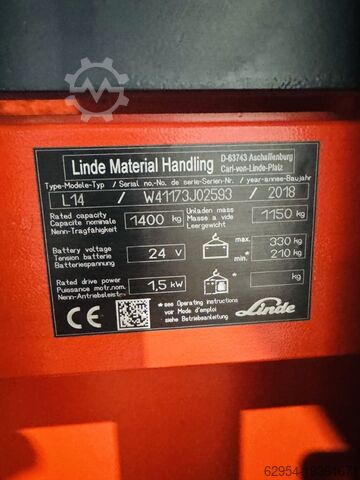 Linde Material Handling
D-63743 Aschaffenburg
Carl-von-Linde-Platz
Type-Modele-Typ / Serial no.-No. de serie-Serien-Nr. / year-annee-Baujahr
L14 / W41173J02593 / 2018
Rated capacity
Capacite nominale
Nenn-Tragfähigkeit
1400 kg
Unladen mass
Masse a vide
Leergewicht
1150 kg
Battery voltage
Tension batterie
Batteriespannung
24 V
max. 330 kg
min.* 210 kg
Rated drive power
Puissance motr.nom.
Nenn-Antriebsleist.
1,5 kW
kg
* see Operating instructions
voir Mode d'emploi
siehe Betriebsanleitung
CE
Linde